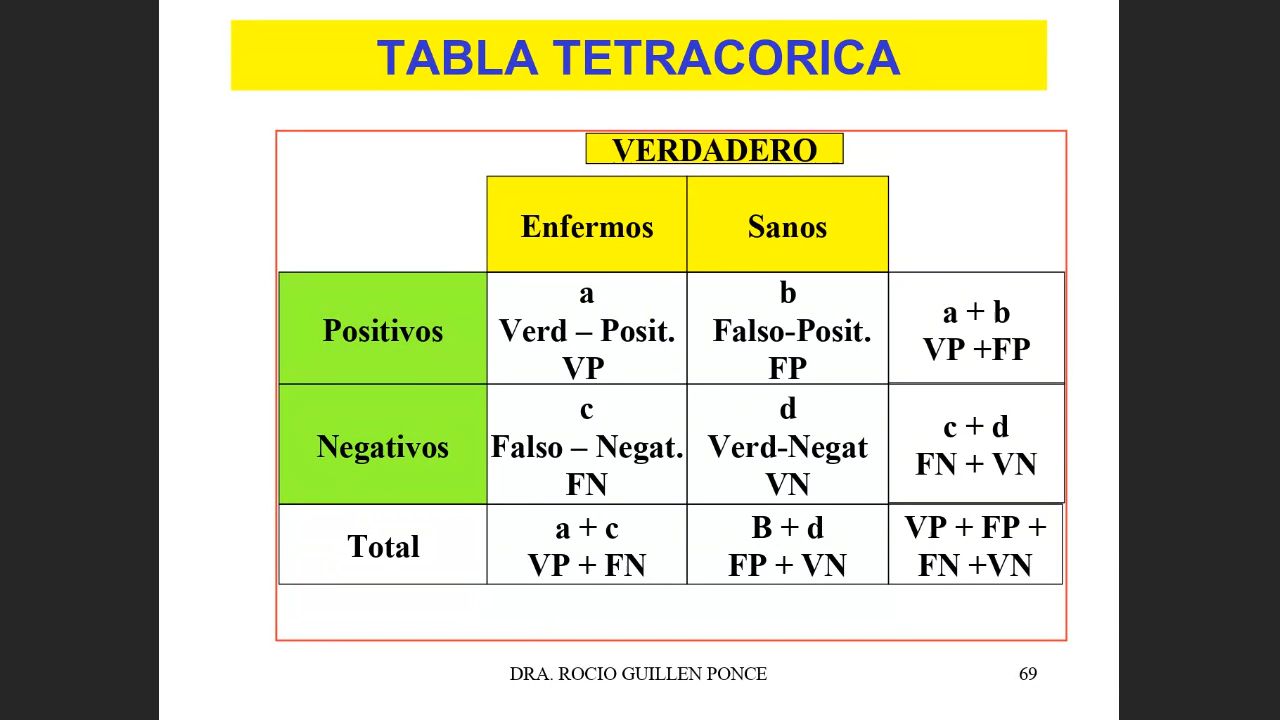 TABLA TETRACORICA
VERDADERO
Enfermos
Sanos
Positivos
a
Verd – Posit.
VP
b
Falso-Posit.
FP
a + b
VP +FP
Negativos
c
Falso – Negat.
FN
d
Verd-Negat
VN
c + d
FN + VN
Total
a + c
VP + FN
B + d
FP + VN
VP + FP +
FN +VN
DRA. ROCIO GUILLEN PONCE
69